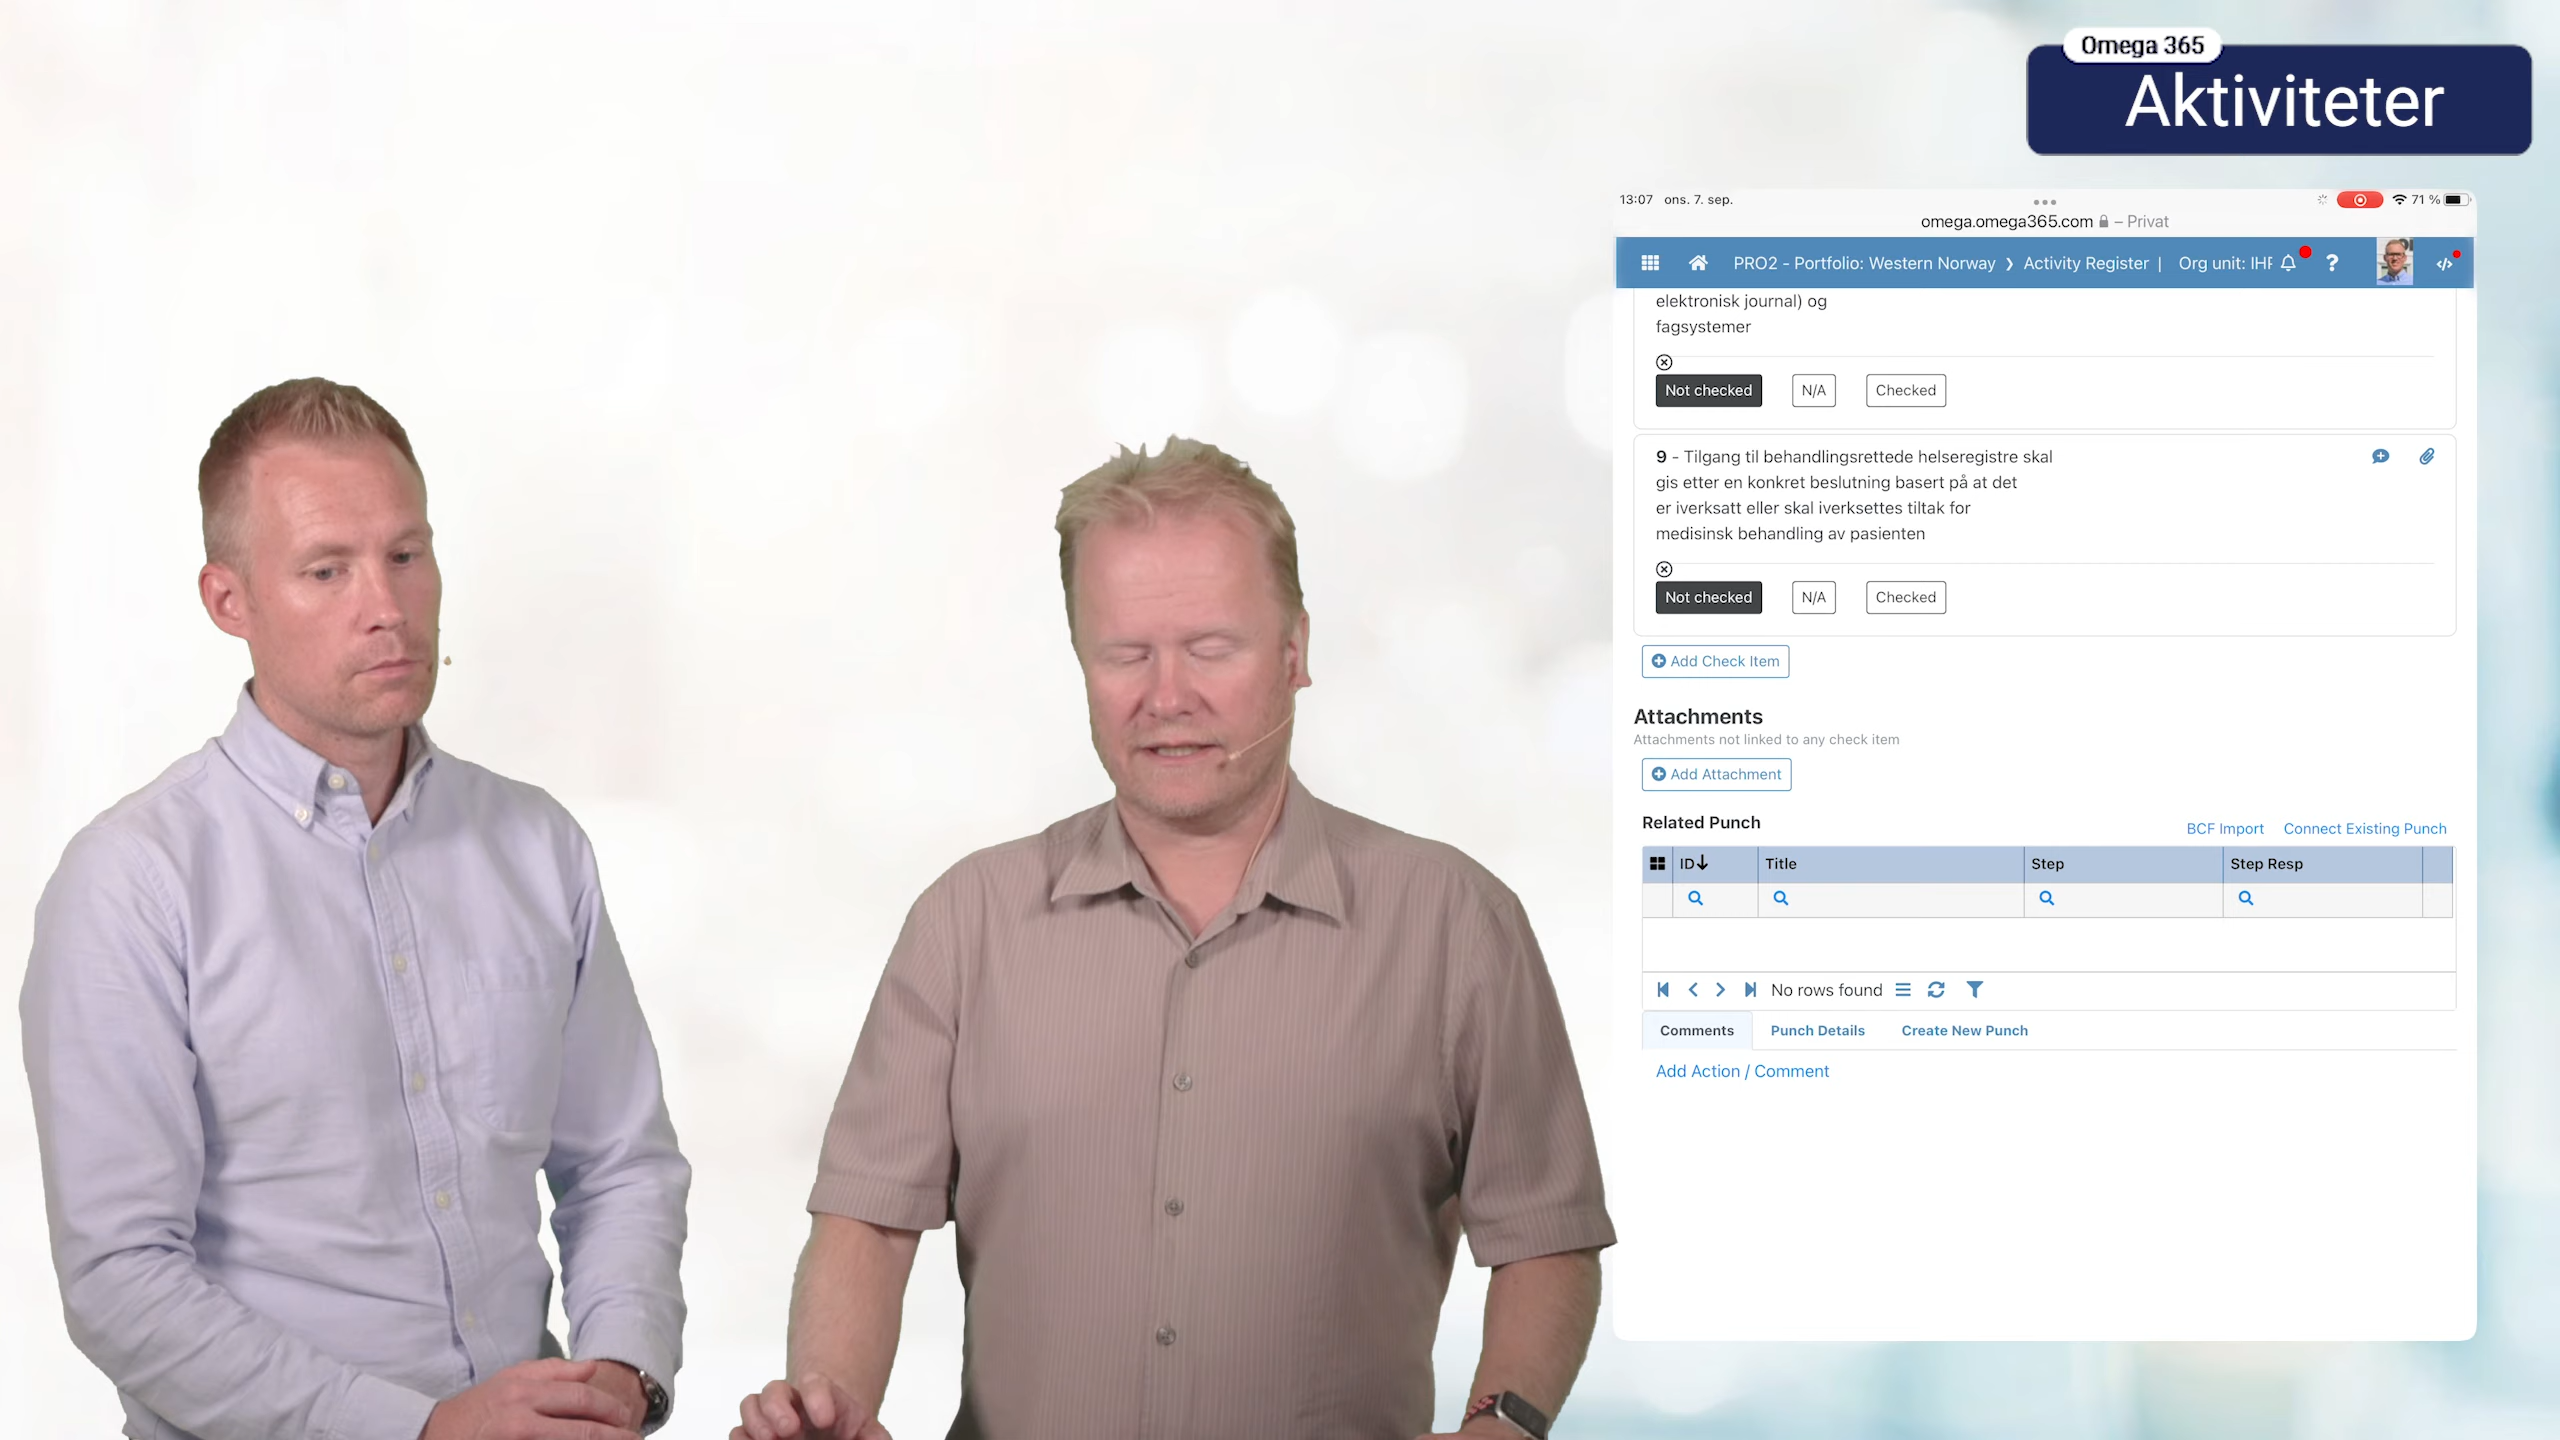 Omega 365
Aktiviteter
13:07 ons. 7. sep.
71 %
omega.omega365.com – Privat
PRO2 - Portfolio: Western Norway ❯ Activity Register | Org unit: IHF
elektronisk journal) og
fagsystemer
Not checked N/A Checked
9 - Tilgang til behandlingsrettede helseregistre skal
gis etter en konkret beslutning basert på at det
er iverksatt eller skal iverksettes tiltak for
medisinsk behandling av pasienten
Not checked N/A Checked
Add Check Item
Attachments
Attachments not linked to any check item
Add Attachment
Related Punch
BCF Import Connect Existing Punch
ID Title Step Step Resp
No rows found
Comments Punch Details Create New Punch
Add Action / Comment